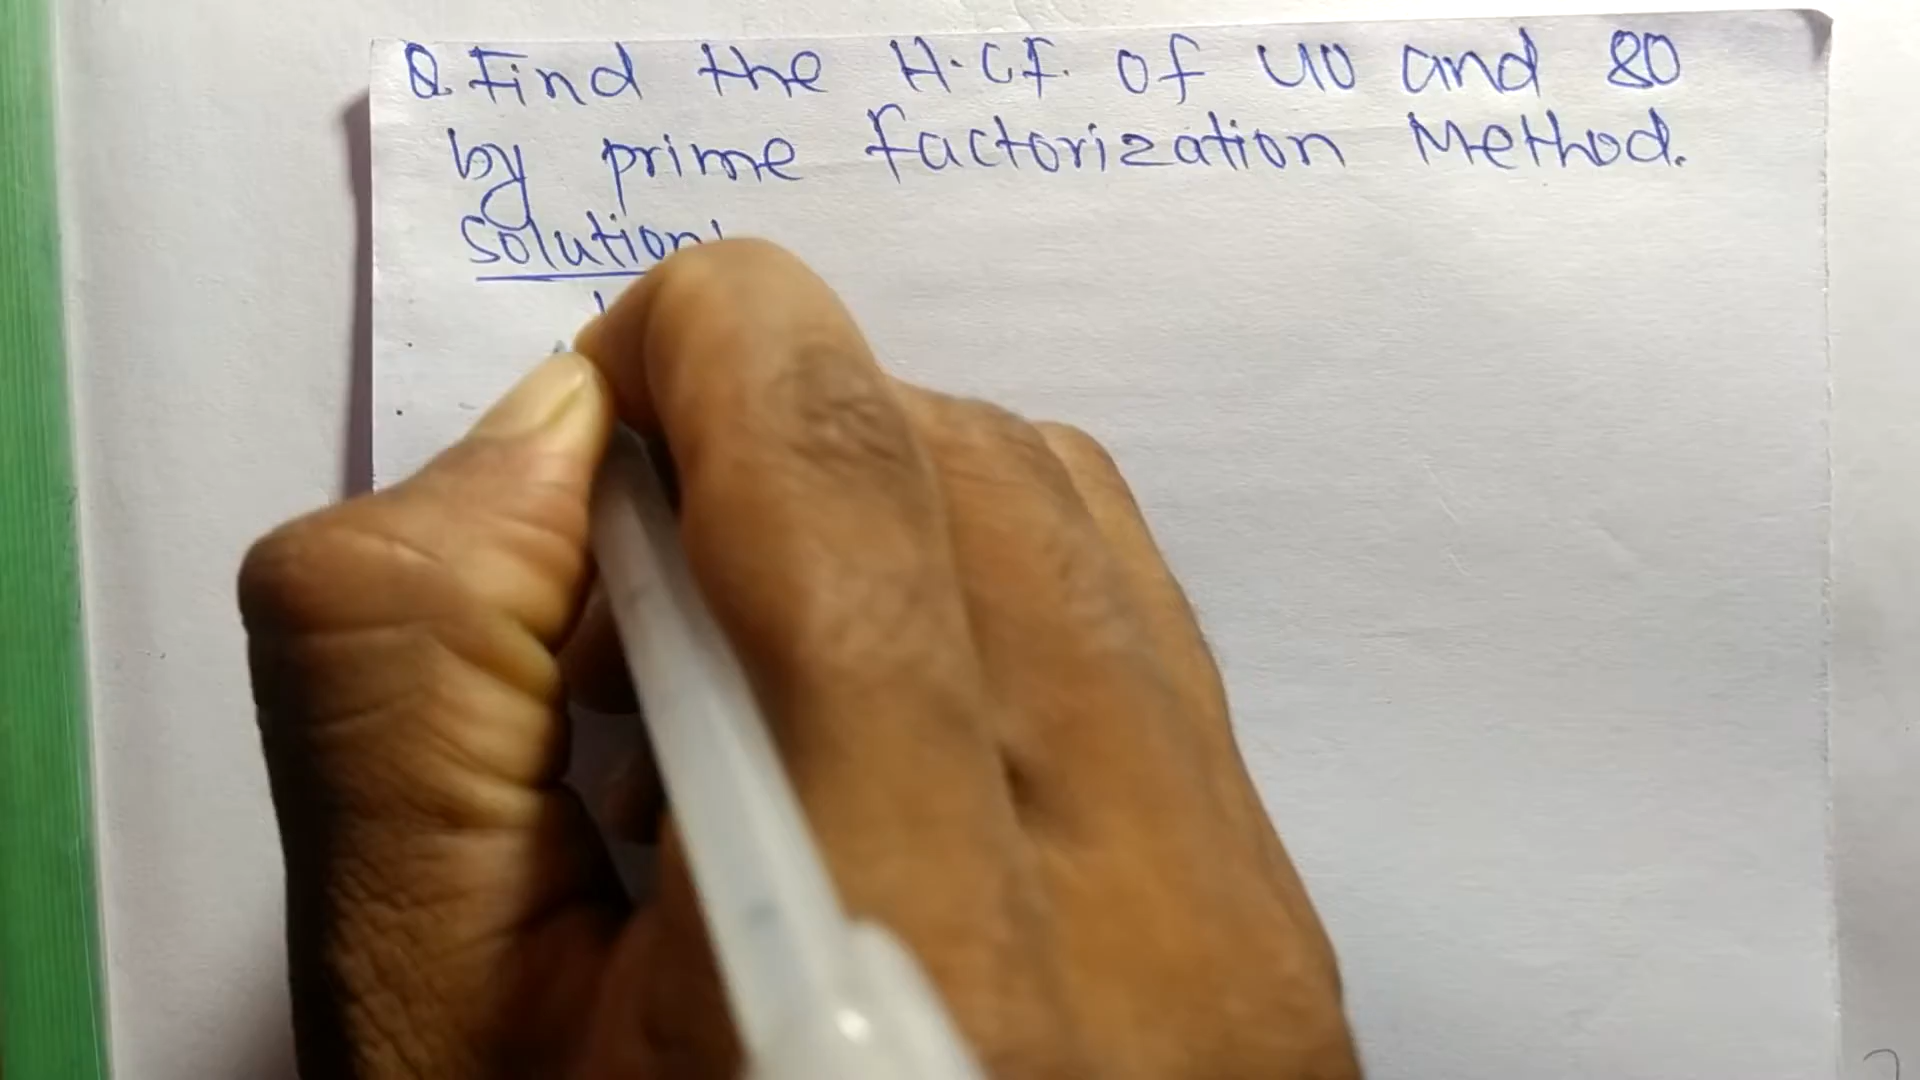 Q. Find the H.C.F. of 40 and 80
by prime factorization Method.
Solution: